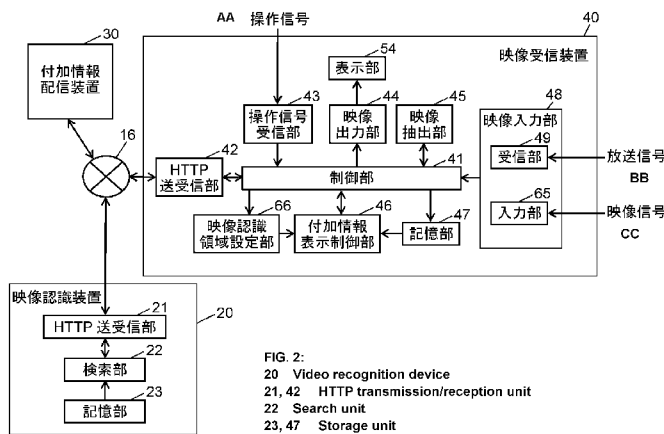 AA 操作信号
30
付加情報
配信装置
40
映像受信装置
54
表示部
43
操作信号
受信部
44
映像
出力部
45
映像
抽出部
48
映像入力部
49
受信部
放送信号
BB
65
入力部
映像信号
CC
16
42
HTTP
送受信部
41
制御部
66
映像認識
領域設定部
46
付加情報
表示制御部
47
記憶部
映像認識装置
20
21
HTTP 送受信部
22
検索部
23
記憶部
FIG. 2:
20 Video recognition device
21, 42 HTTP transmission/reception unit
22 Search unit
23, 47 Storage unit